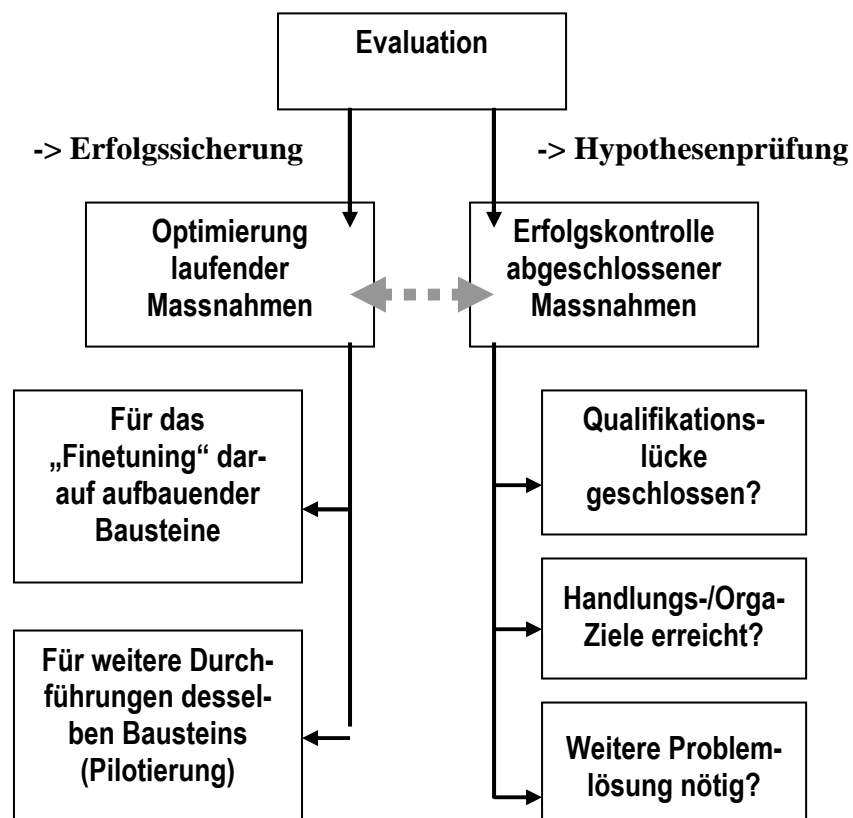 Evaluation
-> Erfolgssicherung
-> Hypothesenprüfung
Optimierung
laufender
Massnahmen
Erfolgskontrolle
abgeschlossener
Massnahmen
Für das
„Finetuning“ dar-
auf aufbauender
Bausteine
Für weitere Durch-
führungen dessel-
ben Bausteins
(Pilotierung)
Qualifikations-
lücke
geschlossen?
Handlungs-/Orga-
Ziele erreicht?
Weitere Problem-
lösung nötig?